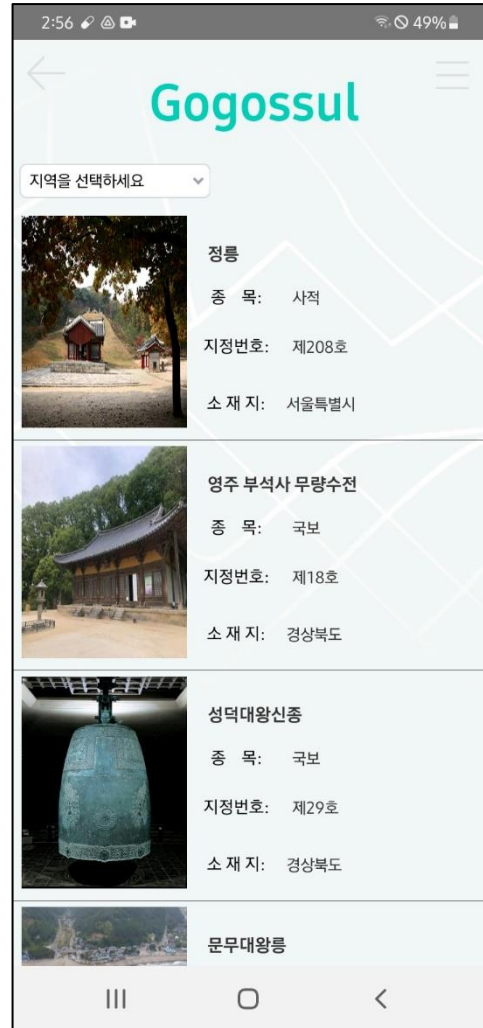 2:56
49%
Gogossul
지역을 선택하세요
정릉
종 목: 사적
지정번호: 제208호
소 재 지: 서울특별시
영주 부석사 무량수전
종 목: 국보
지정번호: 제18호
소 재 지: 경상북도
성덕대왕신종
종 목: 국보
지정번호: 제29호
소 재 지: 경상북도
문무대왕릉